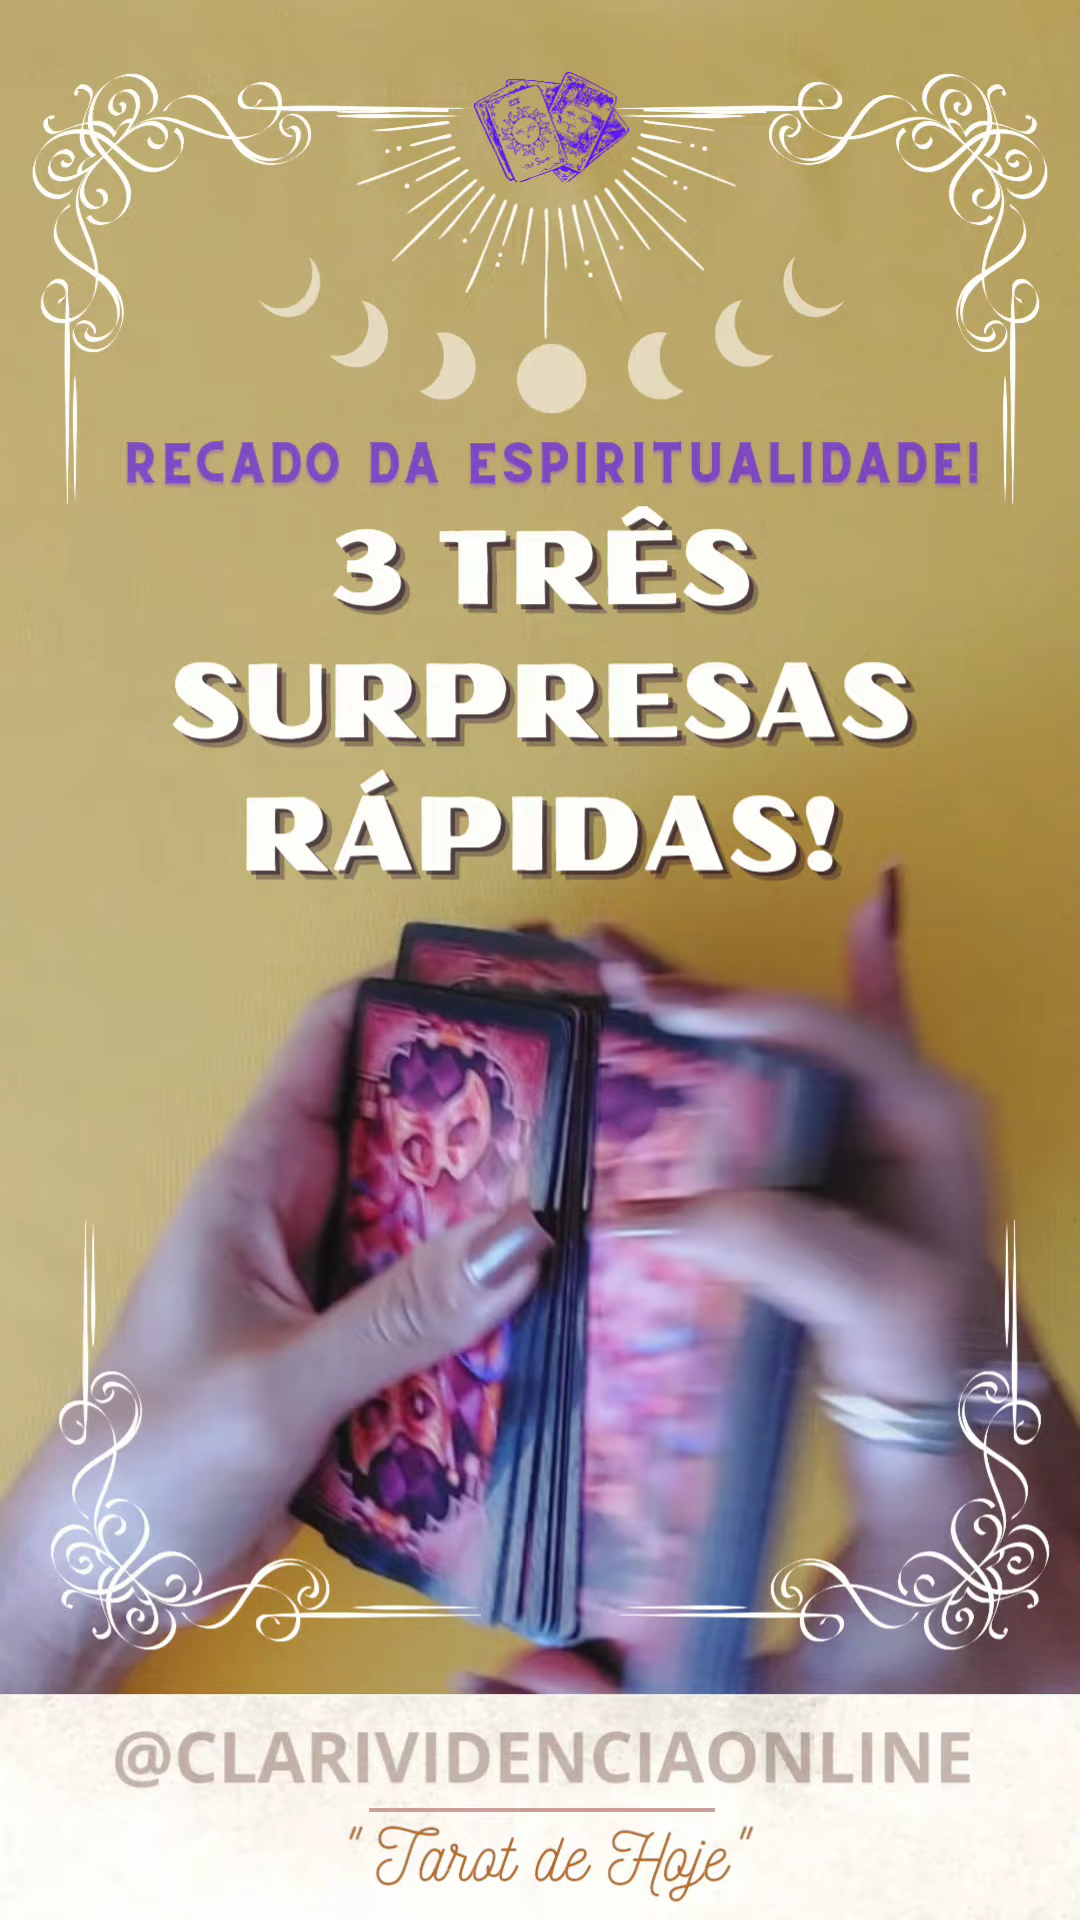 RECADO DA ESPIRITUALIDADE!
3 TRÊS
SURPRESAS
RÁPIDAS!
@CLARIVIDENCIAONLINE
"Tarot de Hoje"